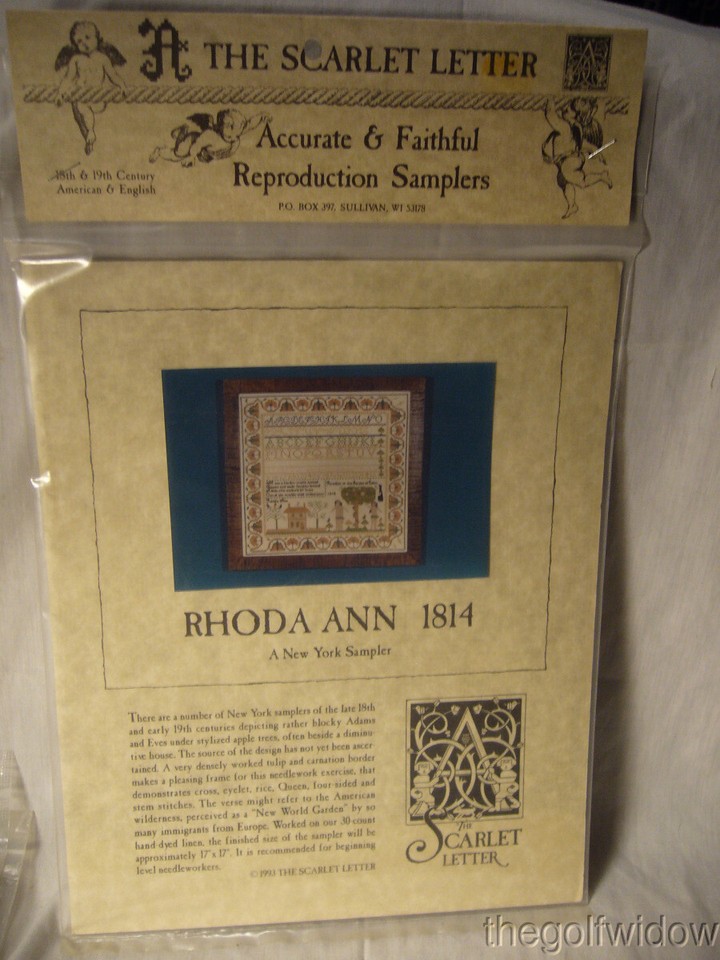 A THE SCARLET LETTER
A
Accurate & Faithful
Reproduction Samplers
18th & 19th Century
American & English
P.O. BOX 397, SULLIVAN, WI 53178
RHODA ANN 1814
A New York Sampler
There are a number of New York samplers of the late 18th
and early 19th centuries depicting rather blocky Adams
and Eves under stylized apple trees, often beside a diminu-
tive house. The source of the design has not yet been ascer-
tained. A very densely worked tulip and carnation border
makes a pleasing frame for this needlework exercise, that
demonstrates cross, eyelet, rice, Queen, four-sided and
stem stitches. The verse might refer to the American
wilderness, perceived as a "New World Garden" by so
many immigrants from Europe. Worked on our 30-count
hand dyed linen, the finished size of the sampler will be
approximately 17"x 17". It is recommended for beginning
level needleworkers.
© 1993 THE SCARLET LETTER
A
The
SCARLET
LETTER
thegolfwidow